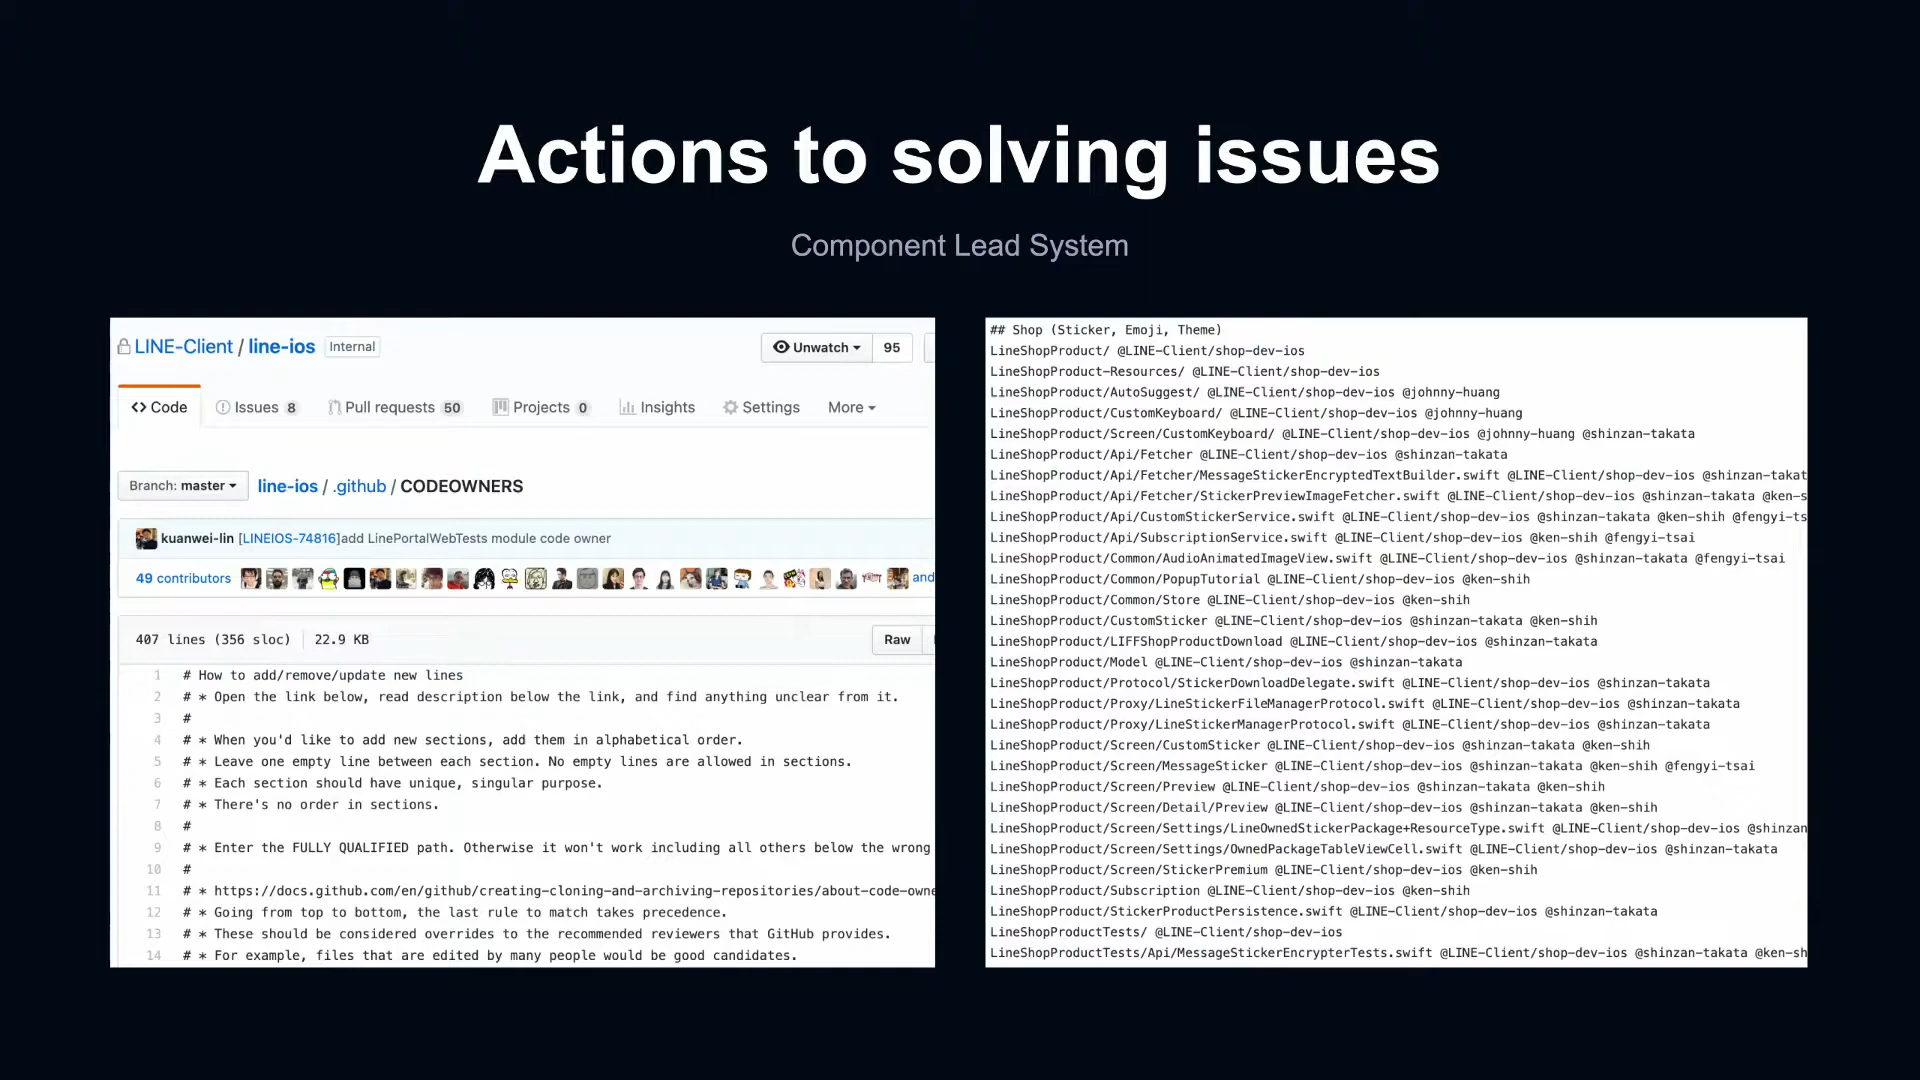 Actions to solving issues
Component Lead System
LINE-Client / line-ios Internal
Unwatch 95
Code Issues 8 Pull requests 50 Projects 0 Insights Settings More
Branch: master line-ios / .github / CODEOWNERS
kuanwei-lin [LINEIOS-74816]add LinePortalWebTests module code owner
49 contributors and
407 lines (356 sloc) 22.9 KB Raw
1 # How to add/remove/update new lines
2 # * Open the link below, read description below the link, and find anything unclear from it.
3 #
4 # * When you'd like to add new sections, add them in alphabetical order.
5 # * Leave one empty line between each section. No empty lines are allowed in sections.
6 # * Each section should have unique, singular purpose.
7 # * There's no order in sections.
8 #
9 # * Enter the FULLY QUALIFIED path. Otherwise it won't work including all others below the wrong
10 #
11 # * https://docs.github.com/en/github/creating-cloning-and-archiving-repositories/about-code-owne
12 # * Going from top to bottom, the last rule to match takes precedence.
13 # * These should be considered overrides to the recommended reviewers that GitHub provides.
14 # * For example, files that are edited by many people would be good candidates.
## Shop (Sticker, Emoji, Theme)
LineShopProduct/ @LINE-Client/shop-dev-ios
LineShopProduct-Resources/ @LINE-Client/shop-dev-ios
LineShopProduct/AutoSuggest/ @LINE-Client/shop-dev-ios @johnny-huang
LineShopProduct/CustomKeyboard/ @LINE-Client/shop-dev-ios @johnny-huang
LineShopProduct/Screen/CustomKeyboard/ @LINE-Client/shop-dev-ios @johnny-huang @shinzan-takata
LineShopProduct/Api/Fetcher @LINE-Client/shop-dev-ios @shinzan-takata
LineShopProduct/Api/Fetcher/MessageStickerEncryptedTextBuilder.swift @LINE-Client/shop-dev-ios @shinzan-takat
LineShopProduct/Api/Fetcher/StickerPreviewImageFetcher.swift @LINE-Client/shop-dev-ios @shinzan-takata @ken-s
LineShopProduct/Api/CustomStickerService.swift @LINE-Client/shop-dev-ios @shinzan-takata @ken-shih @fengyi-ts
LineShopProduct/Api/SubscriptionService.swift @LINE-Client/shop-dev-ios @ken-shih @fengyi-tsai
LineShopProduct/Common/AudioAnimatedImageView.swift @LINE-Client/shop-dev-ios @shinzan-takata @fengyi-tsai
LineShopProduct/Common/PopupTutorial @LINE-Client/shop-dev-ios @ken-shih
LineShopProduct/Common/Store @LINE-Client/shop-dev-ios @ken-shih
LineShopProduct/CustomSticker @LINE-Client/shop-dev-ios @shinzan-takata @ken-shih
LineShopProduct/LIFFShopProductDownload @LINE-Client/shop-dev-ios @shinzan-takata
LineShopProduct/Model @LINE-Client/shop-dev-ios @shinzan-takata
LineShopProduct/Protocol/StickerDownloadDelegate.swift @LINE-Client/shop-dev-ios @shinzan-takata
LineShopProduct/Proxy/LineStickerFileManagerProtocol.swift @LINE-Client/shop-dev-ios @shinzan-takata
LineShopProduct/Proxy/LineStickerManagerProtocol.swift @LINE-Client/shop-dev-ios @shinzan-takata
LineShopProduct/Screen/CustomSticker @LINE-Client/shop-dev-ios @shinzan-takata @ken-shih
LineShopProduct/Screen/MessageSticker @LINE-Client/shop-dev-ios @shinzan-takata @ken-shih @fengyi-tsai
LineShopProduct/Screen/Preview @LINE-Client/shop-dev-ios @shinzan-takata @ken-shih
LineShopProduct/Screen/Detail/Preview @LINE-Client/shop-dev-ios @shinzan-takata @ken-shih
LineShopProduct/Screen/Settings/LineOwnedStickerPackage+ResourceType.swift @LINE-Client/shop-dev-ios @shinzan
LineShopProduct/Screen/Settings/OwnedPackageTableViewCell.swift @LINE-Client/shop-dev-ios @shinzan-takata
LineShopProduct/Screen/StickerPremium @LINE-Client/shop-dev-ios @ken-shih
LineShopProduct/Subscription @LINE-Client/shop-dev-ios @ken-shih
LineShopProduct/StickerProductPersistence.swift @LINE-Client/shop-dev-ios @shinzan-takata
LineShopProductTests/ @LINE-Client/shop-dev-ios
LineShopProductTests/Api/MessageStickerEncrypterTests.swift @LINE-Client/shop-dev-ios @shinzan-takata @ken-sh